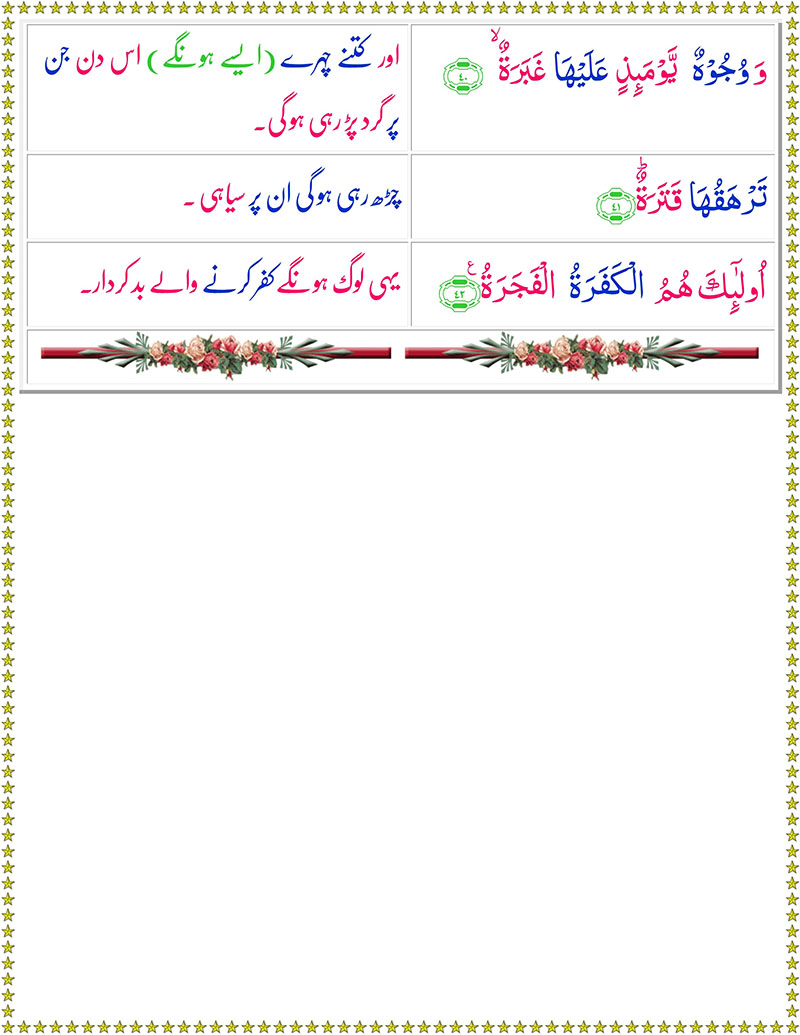 وَ وُجُوْهٌ يَّوْمَىِٕذٍ عَلَيْهَا غَبَرَةٌۙ ﴿٤٠﴾
اور کتنے چہرے (ایسے ہونگے) اس دن جن
پر گرد پڑ رہی ہوگی۔
تَرْهَقُهَا قَتَرَةٌؕ ﴿٤١﴾
چڑھ رہی ہوگی ان پر سیاہی ۔
اُولٰٓىِٕكَ هُمُ الْكَفَرَةُ الْفَجَرَةُ۠ ﴿٤٢﴾
یہی لوگ ہونگے کفر کرنے والے بدکردار۔